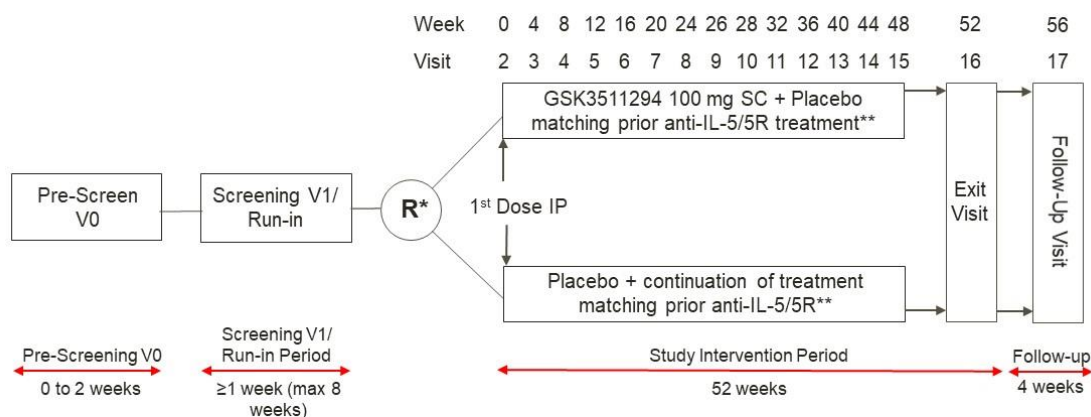 Week 0 4 8 12 16 20 24 26 28 32 36 40 44 48 52 56
Visit 2 3 4 5 6 7 8 9 10 11 12 13 14 15 16 17
GSK3511294 100 mg SC + Placebo
matching prior anti-IL-5/5R treatment**
Pre-Screen
V0
Screening V1/
Run-in
R*
1st Dose IP
Exit
Visit
Follow-Up Visit
Placebo + continuation of treatment
matching prior anti-IL-5/5R**
Pre-Screening V0
0 to 2 weeks
Screening V1/
Run-in Period
≥1 week (max 8
weeks)
Study Intervention Period
52 weeks
Follow-up
4 weeks